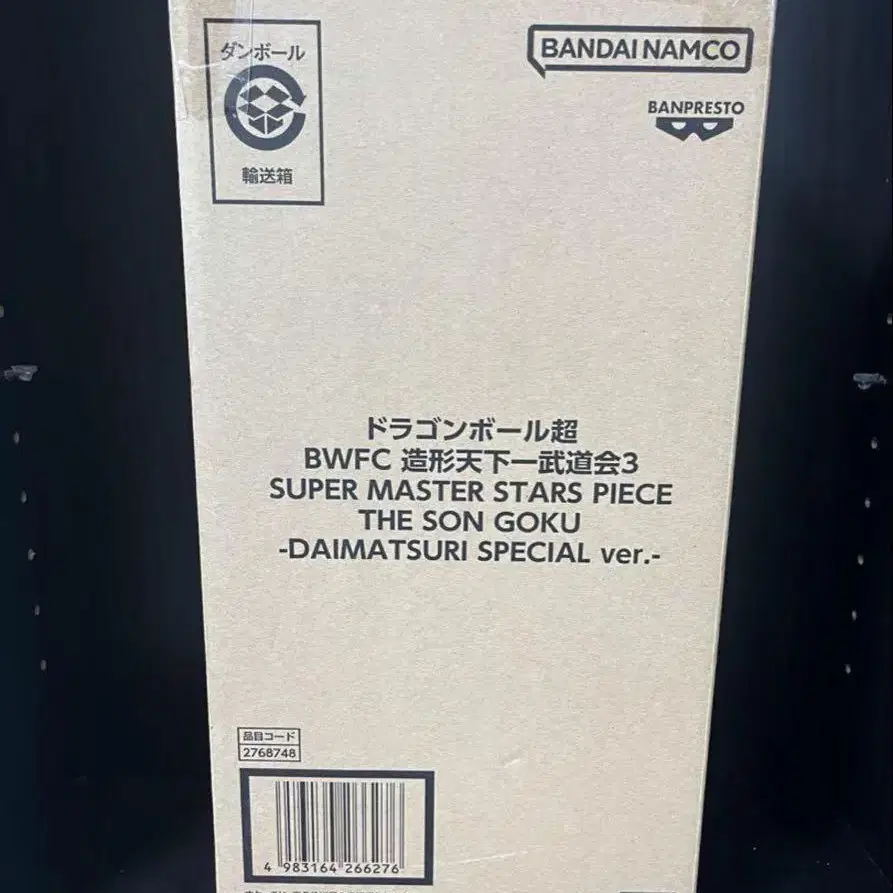 ダンボール
輸送箱
BANDAI NAMCO
BANPRESTO
ドラゴンボール超
BWFC 造形天下一武道会3
SUPER MASTER STARS PIECE
THE SON GOKU
-DAIMATSURI SPECIAL ver.-
品目コード
2768748
4 983164 266276